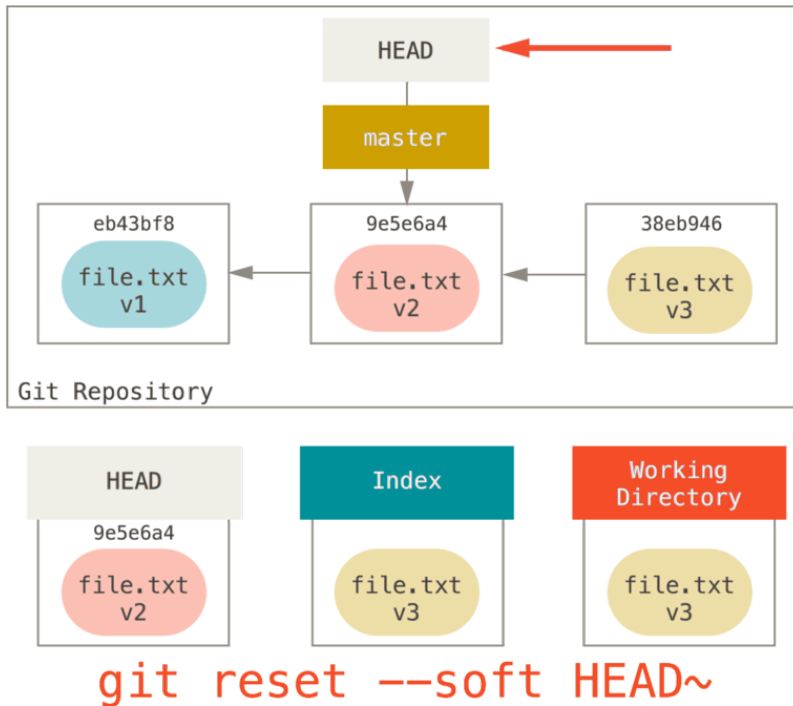 HEAD
master
eb43bf8
9e5e6a4
38eb946
file.txt
v1
file.txt
v2
file.txt
v3
Git Repository
HEAD
Index
Working
Directory
9e5e6a4
file.txt
v2
file.txt
v3
file.txt
v3
git reset --soft HEAD~